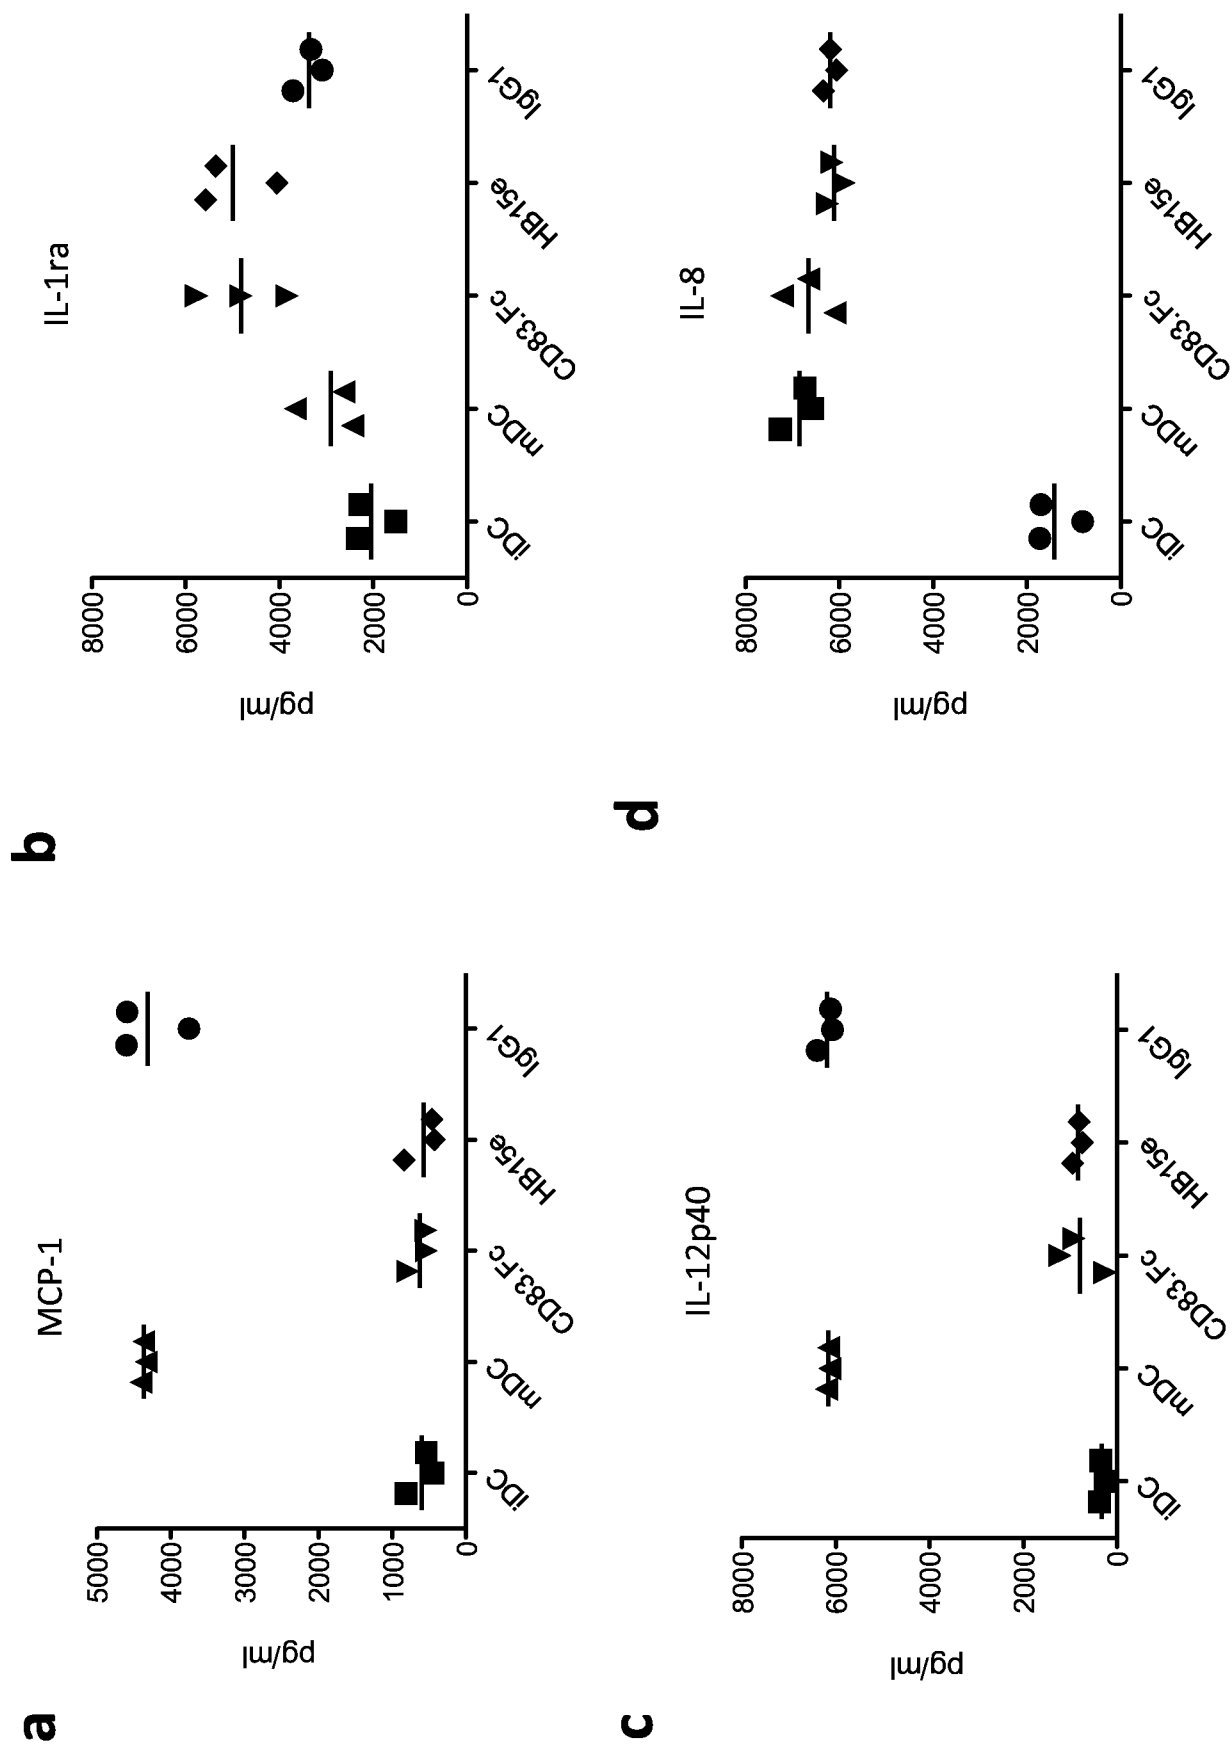 a
MCP-1
pg/ml
5000
4000
3000
2000
1000
0
iDC
mDC
CD83.Fc
HB15e
IgG1
b
IL-1ra
pg/ml
8000
6000
4000
2000
0
iDC
mDC
CD83.Fc
HB15e
IgG1
c
IL-12p40
pg/ml
8000
6000
4000
2000
0
iDC
mDC
CD83.Fc
HB15e
IgG1
d
IL-8
pg/ml
8000
6000
4000
2000
0
iDC
mDC
CD83.Fc
HB15e
IgG1